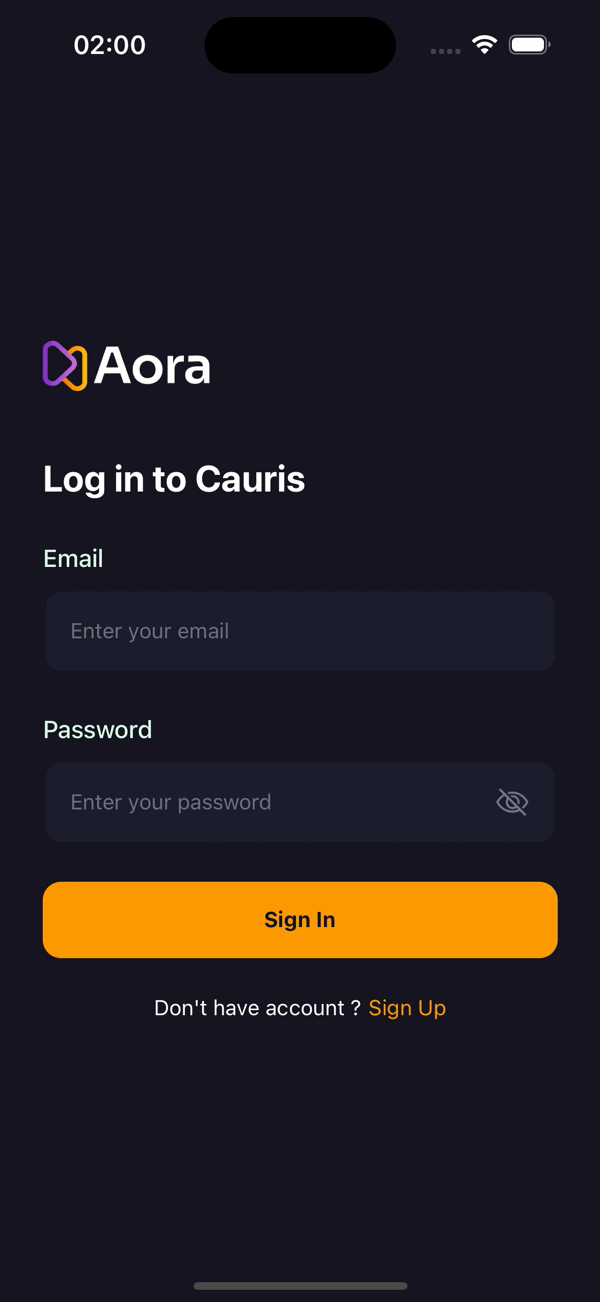 02:00
Aora
Log in to Cauris
Email
Enter your email
Password
Enter your password
Sign In
Don't have account ? Sign Up